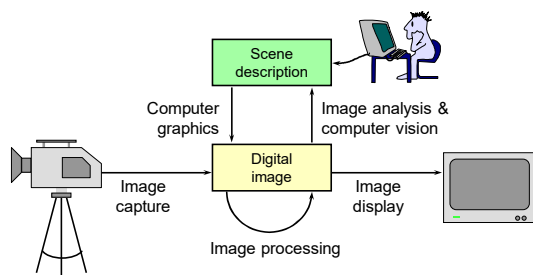 Scene
description
Computer
graphics
Image analysis &
computer vision
Digital
image
Image
capture
Image
display
Image processing